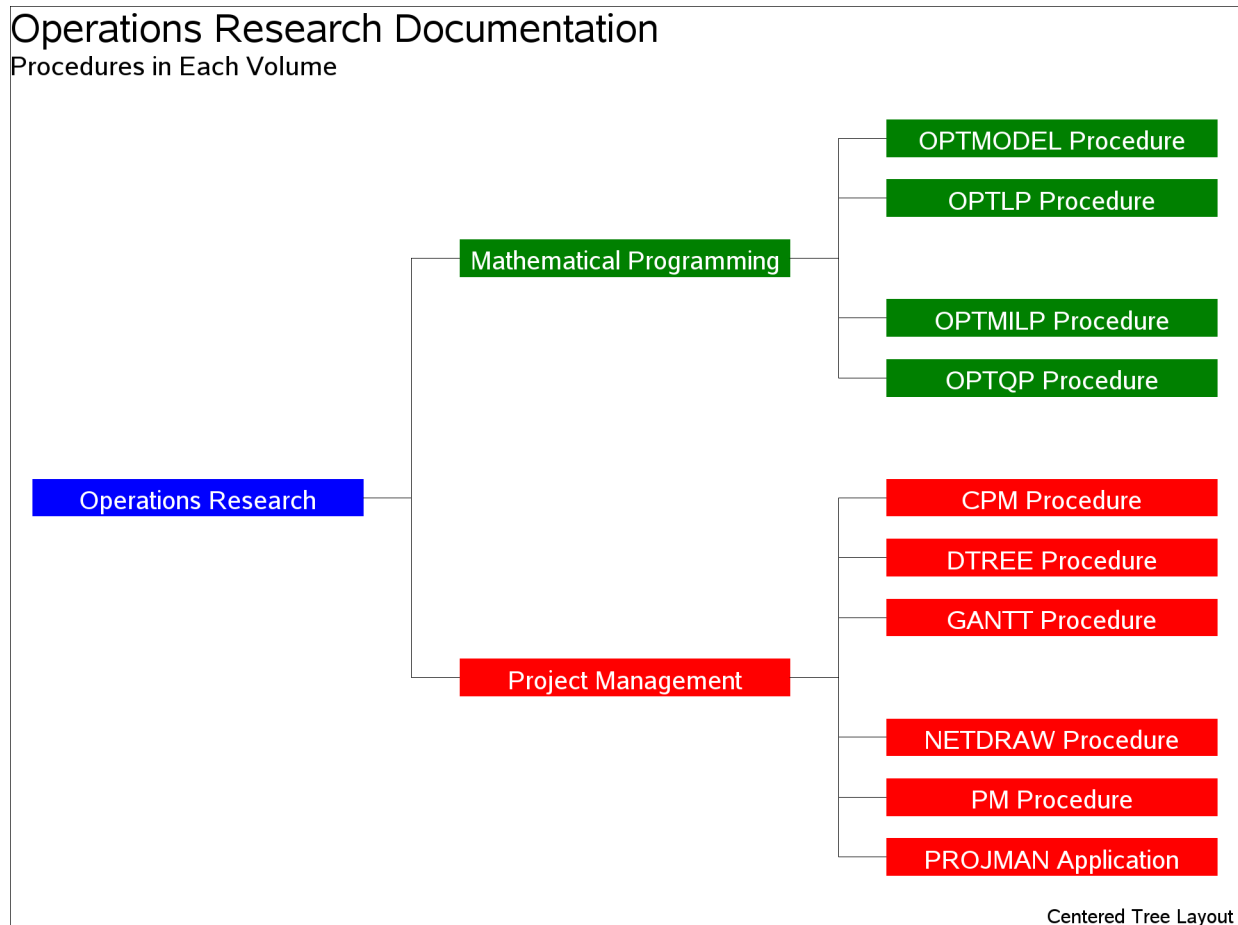 Operations Research Documentation
Procedures in Each Volume
OPTMODEL Procedure
OPTLP Procedure
Mathematical Programming
OPTMILP Procedure
OPTQP Procedure
Operations Research
CPM Procedure
DTREE Procedure
GANTT Procedure
Project Management
NETDRAW Procedure
PM Procedure
PROJMAN Application
Centered Tree Layout